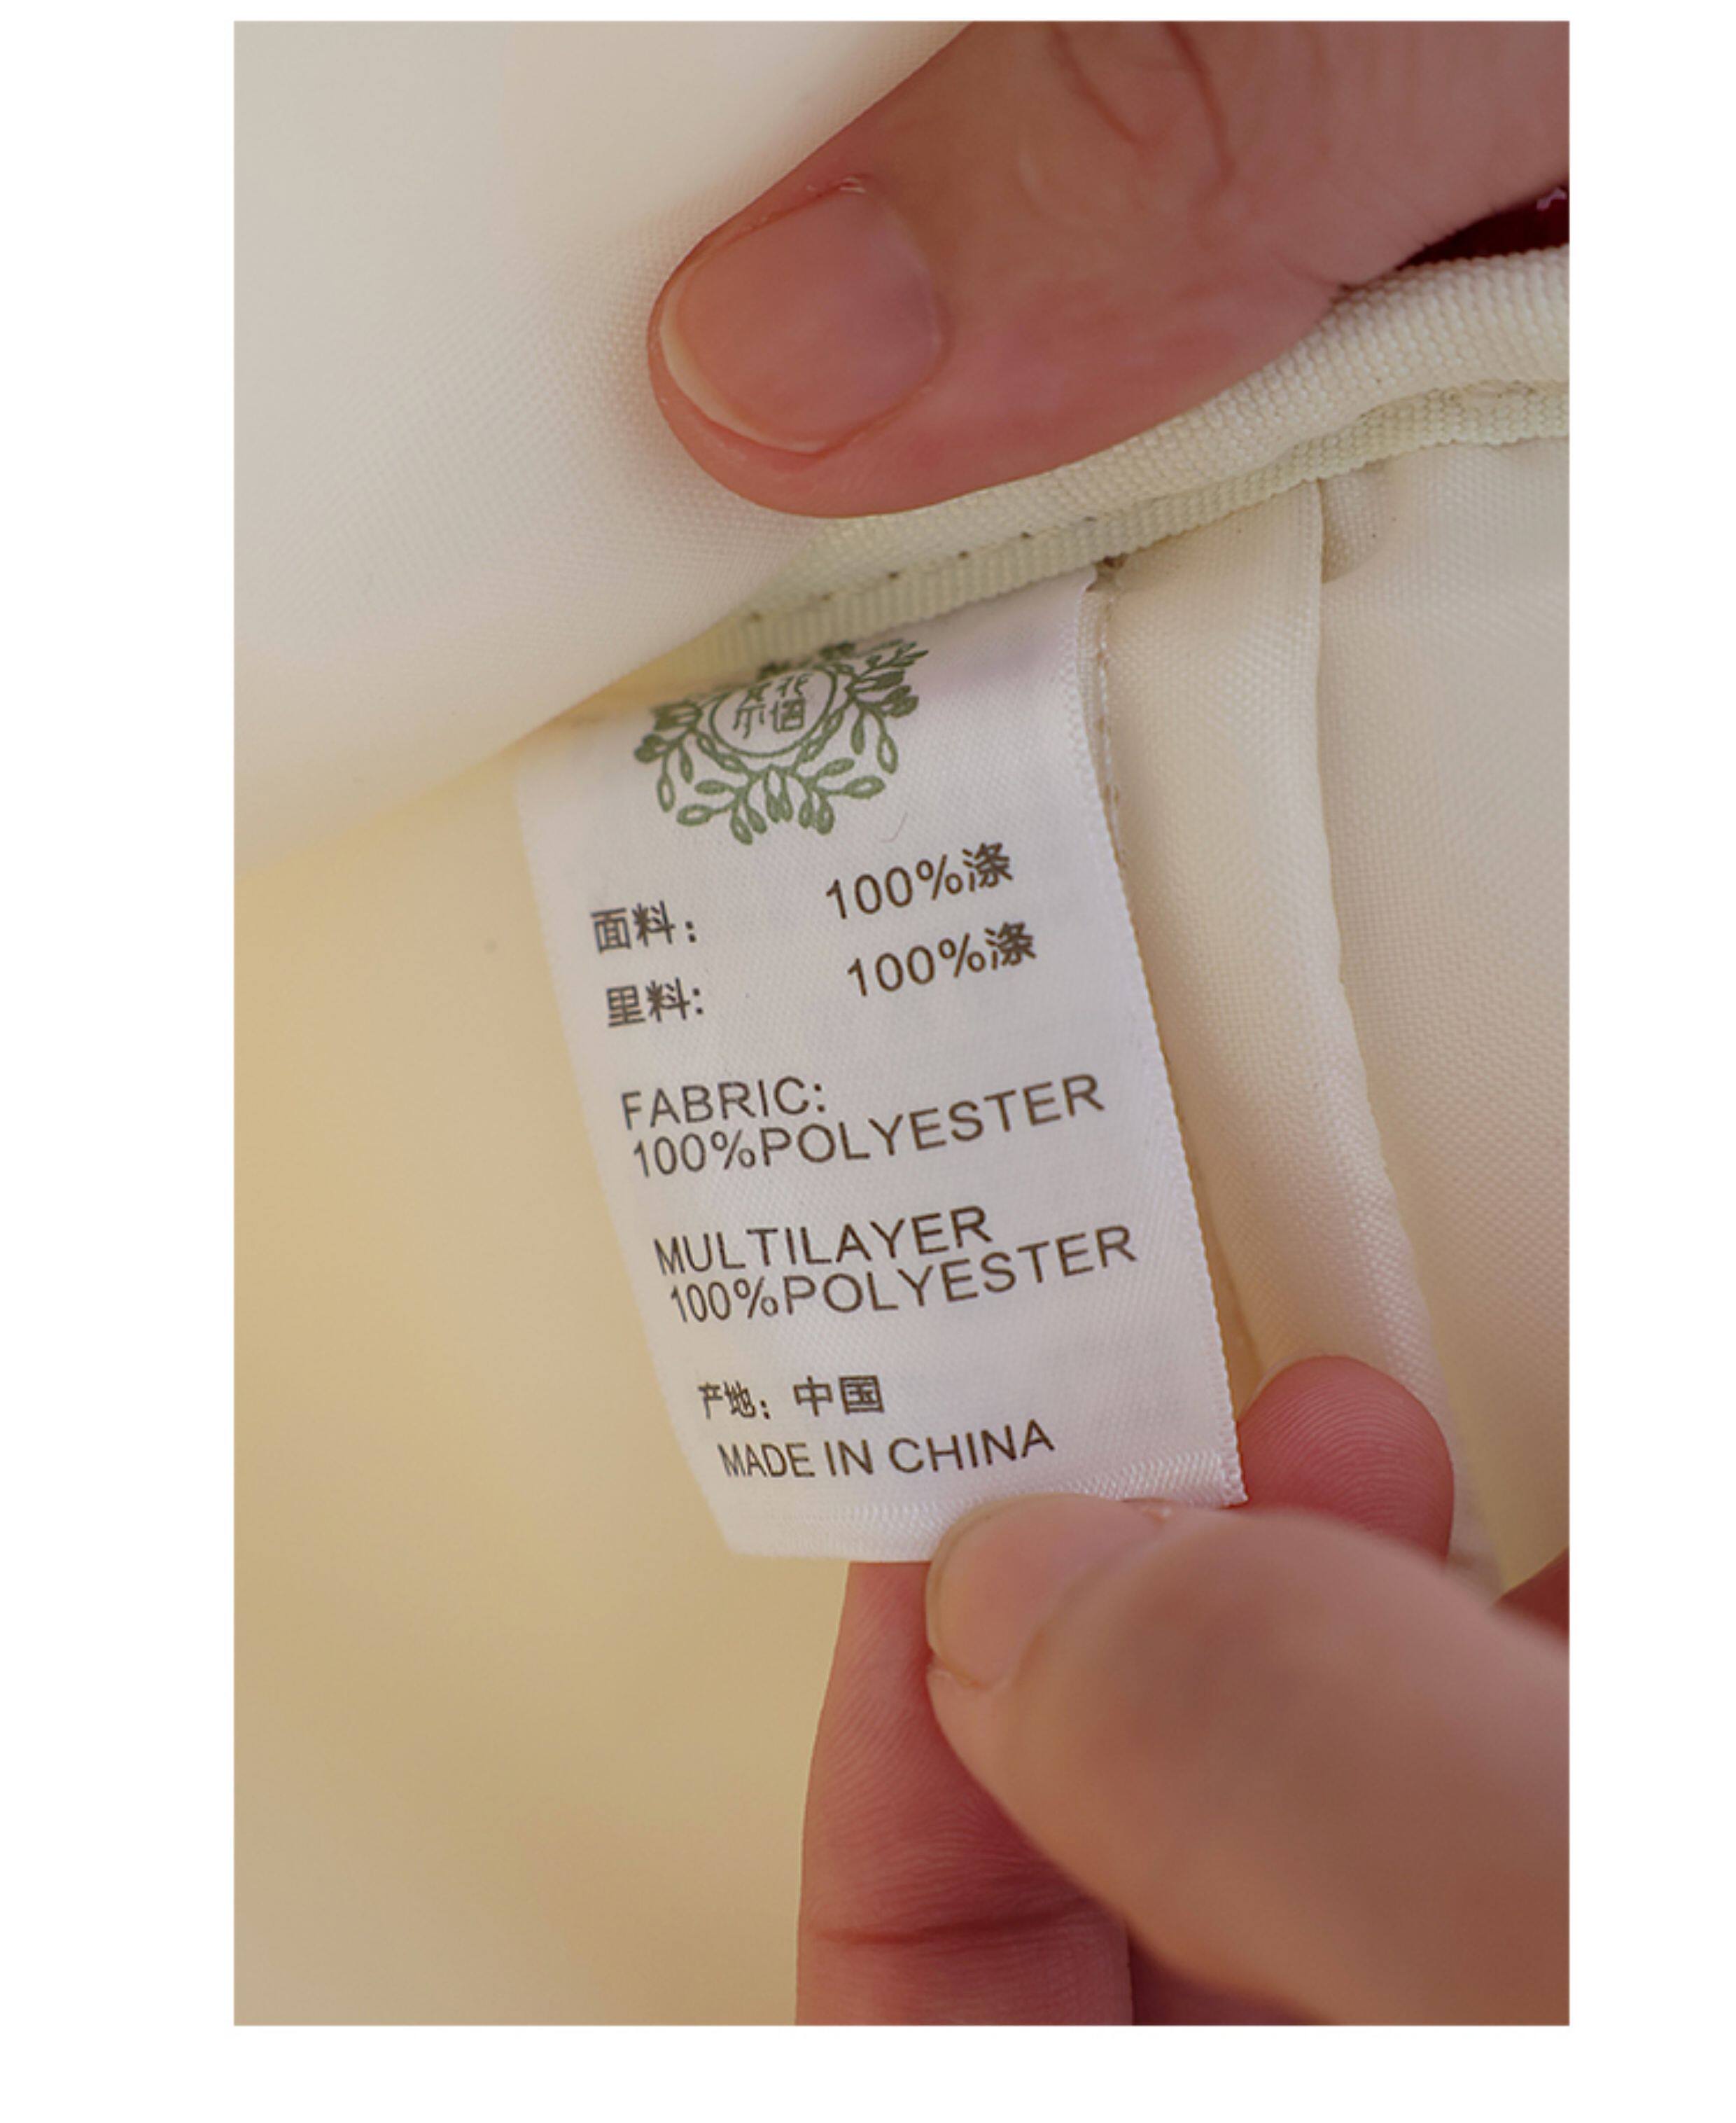 面料： 100%涤
里料: 100%涤
FABRIC:
100%POLYESTER
MULTILAYER
100%POLYESTER
产地：中国
MADE IN CHINA